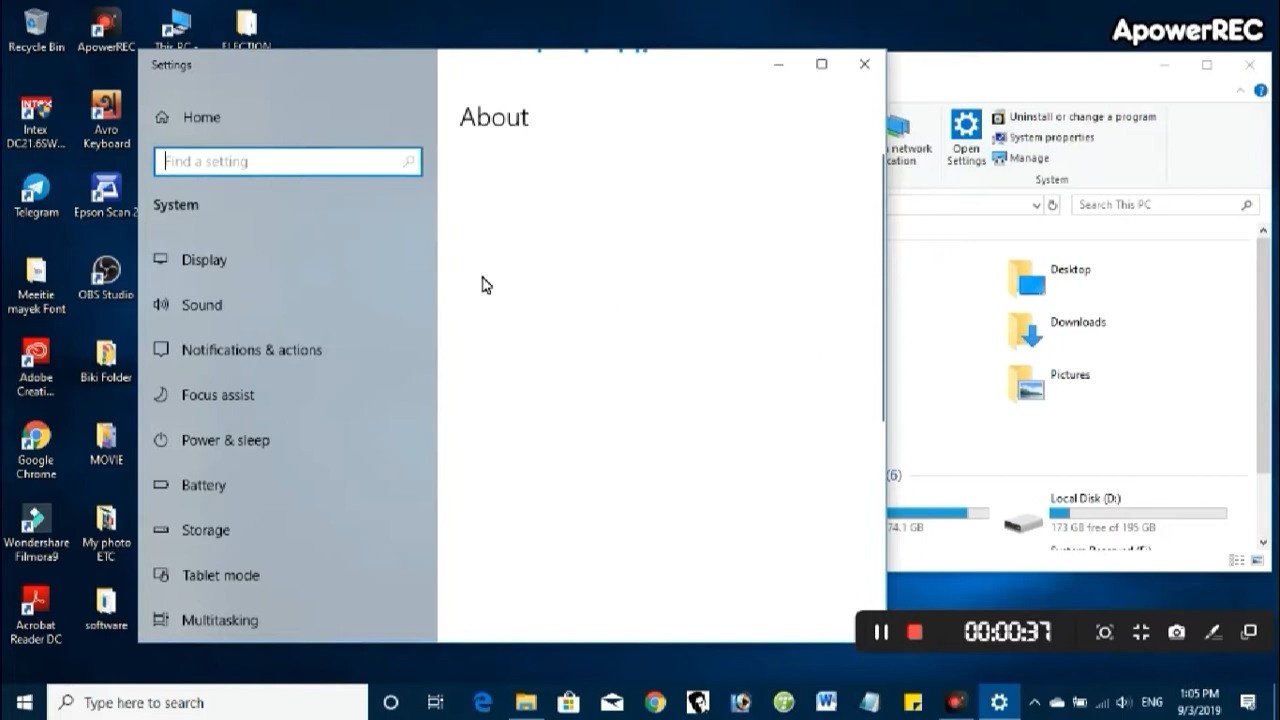 Recycle Bin
ApowerREC
This PC -
ELECTION
ApowerREC
Intex
DC21.6SW...
Avro
Keyboard
Telegram
Epson Scan 2
Meeitie
mayek Font
OBS Studio
Adobe
Creati...
Biki Folder
Google
Chrome
MOVIE
Wondershare
Filmora9
My photo
ETC
Acrobat
Reader DC
software
Settings
Home
Find a setting
System
Display
Sound
Notifications & actions
Focus assist
Power & sleep
Battery
Storage
Tablet mode
Multitasking
About
network
cation
Open
Settings
Uninstall or change a program
System properties
Manage
System
Search This PC
Desktop
Downloads
Pictures
(6)
74.1 GB
Local Disk (D:)
173 GB free of 195 GB
00:00:37
Type here to search
ENG
1:05 PM
9/3/2019